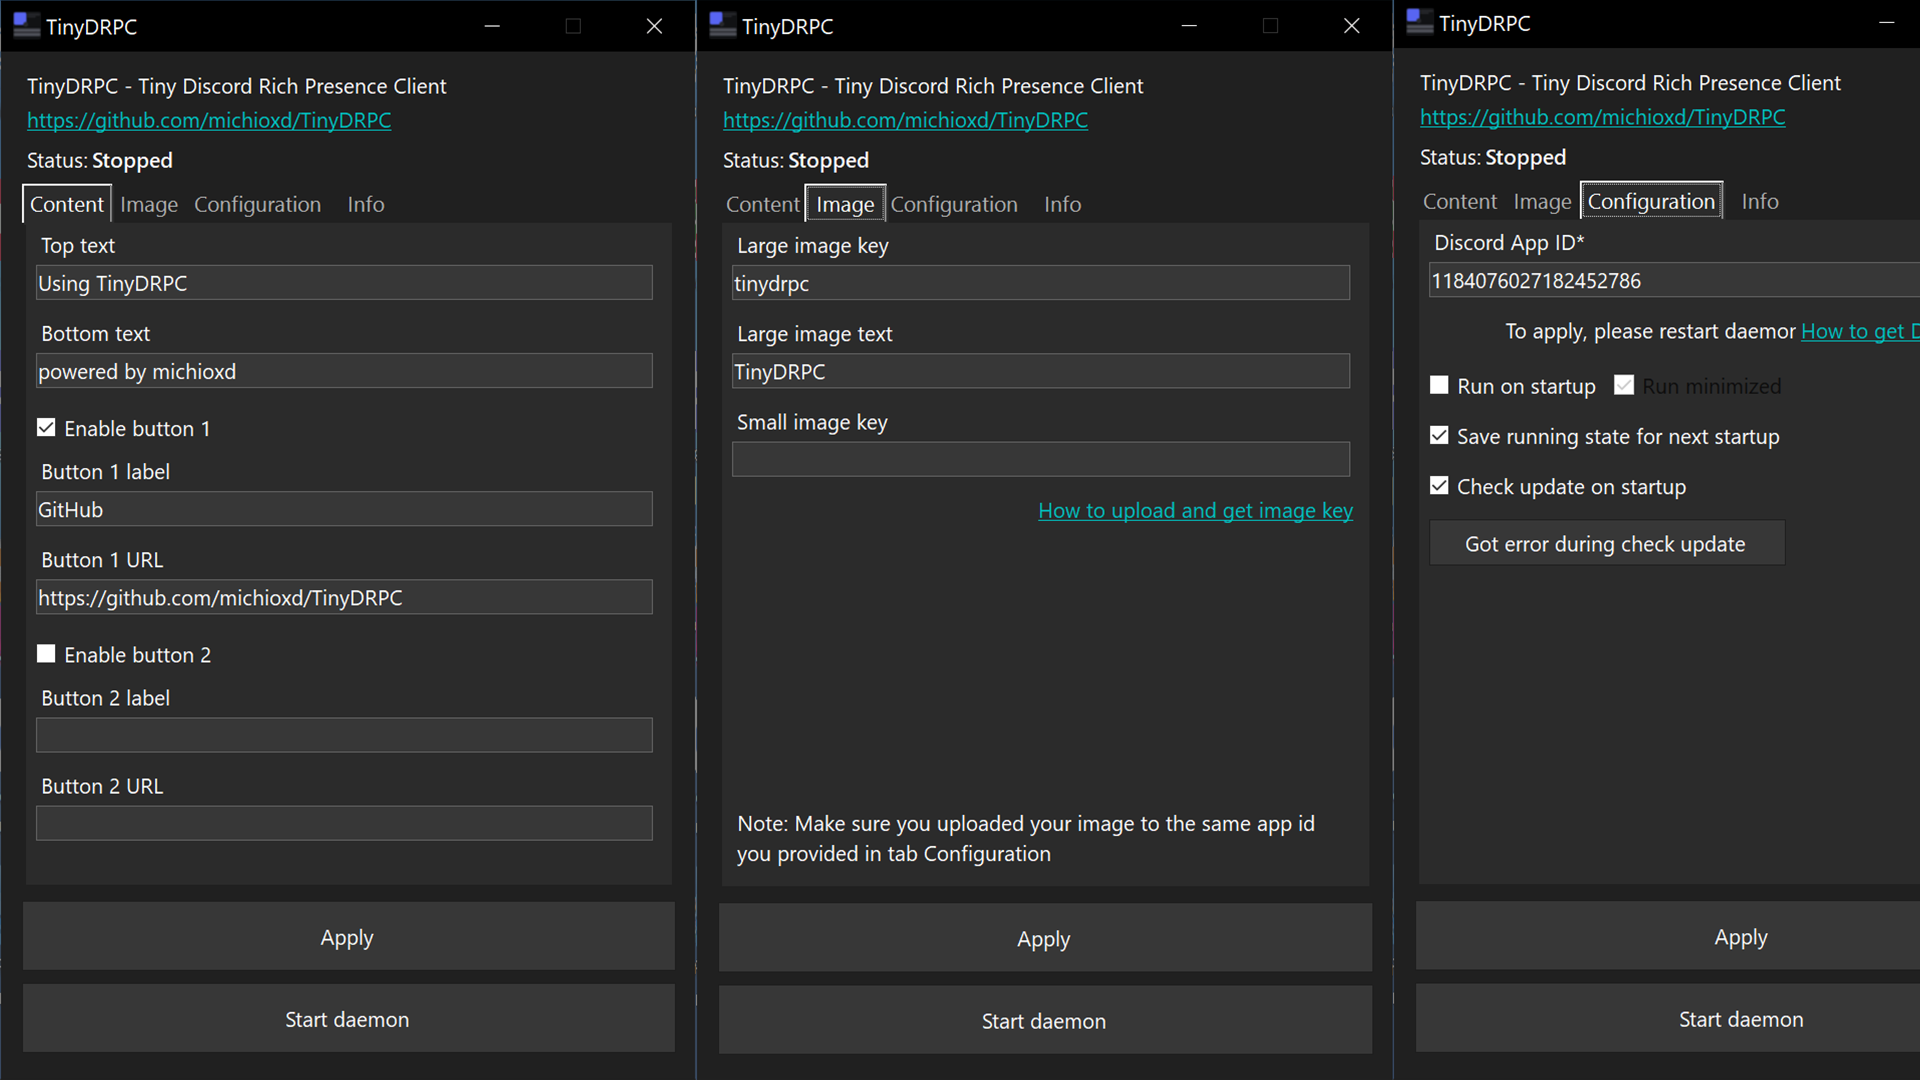 TinyDRPC
TinyDRPC - Tiny Discord Rich Presence Client
https://github.com/michioxd/TinyDRPC
Status: Stopped
Content Image Configuration Info
Top text
Using TinyDRPC
Bottom text
powered by michioxd
Enable button 1
Button 1 label
GitHub
Button 1 URL
https://github.com/michioxd/TinyDRPC
Enable button 2
Button 2 label
Button 2 URL
Apply
Start daemon
TinyDRPC
TinyDRPC - Tiny Discord Rich Presence Client
https://github.com/michioxd/TinyDRPC
Status: Stopped
Content Image Configuration Info
Large image key
tinydrpc
Large image text
TinyDRPC
Small image key
How to upload and get image key
Note: Make sure you uploaded your image to the same app id
you provided in tab Configuration
Apply
Start daemon
TinyDRPC
TinyDRPC - Tiny Discord Rich Presence Client
https://github.com/michioxd/TinyDRPC
Status: Stopped
Content Image Configuration Info
Discord App ID*
1184076027182452786
To apply, please restart daemor How to get
Run on startup Run minimized
Save running state for next startup
Check update on startup
Got error during check update
Apply
Start daemon